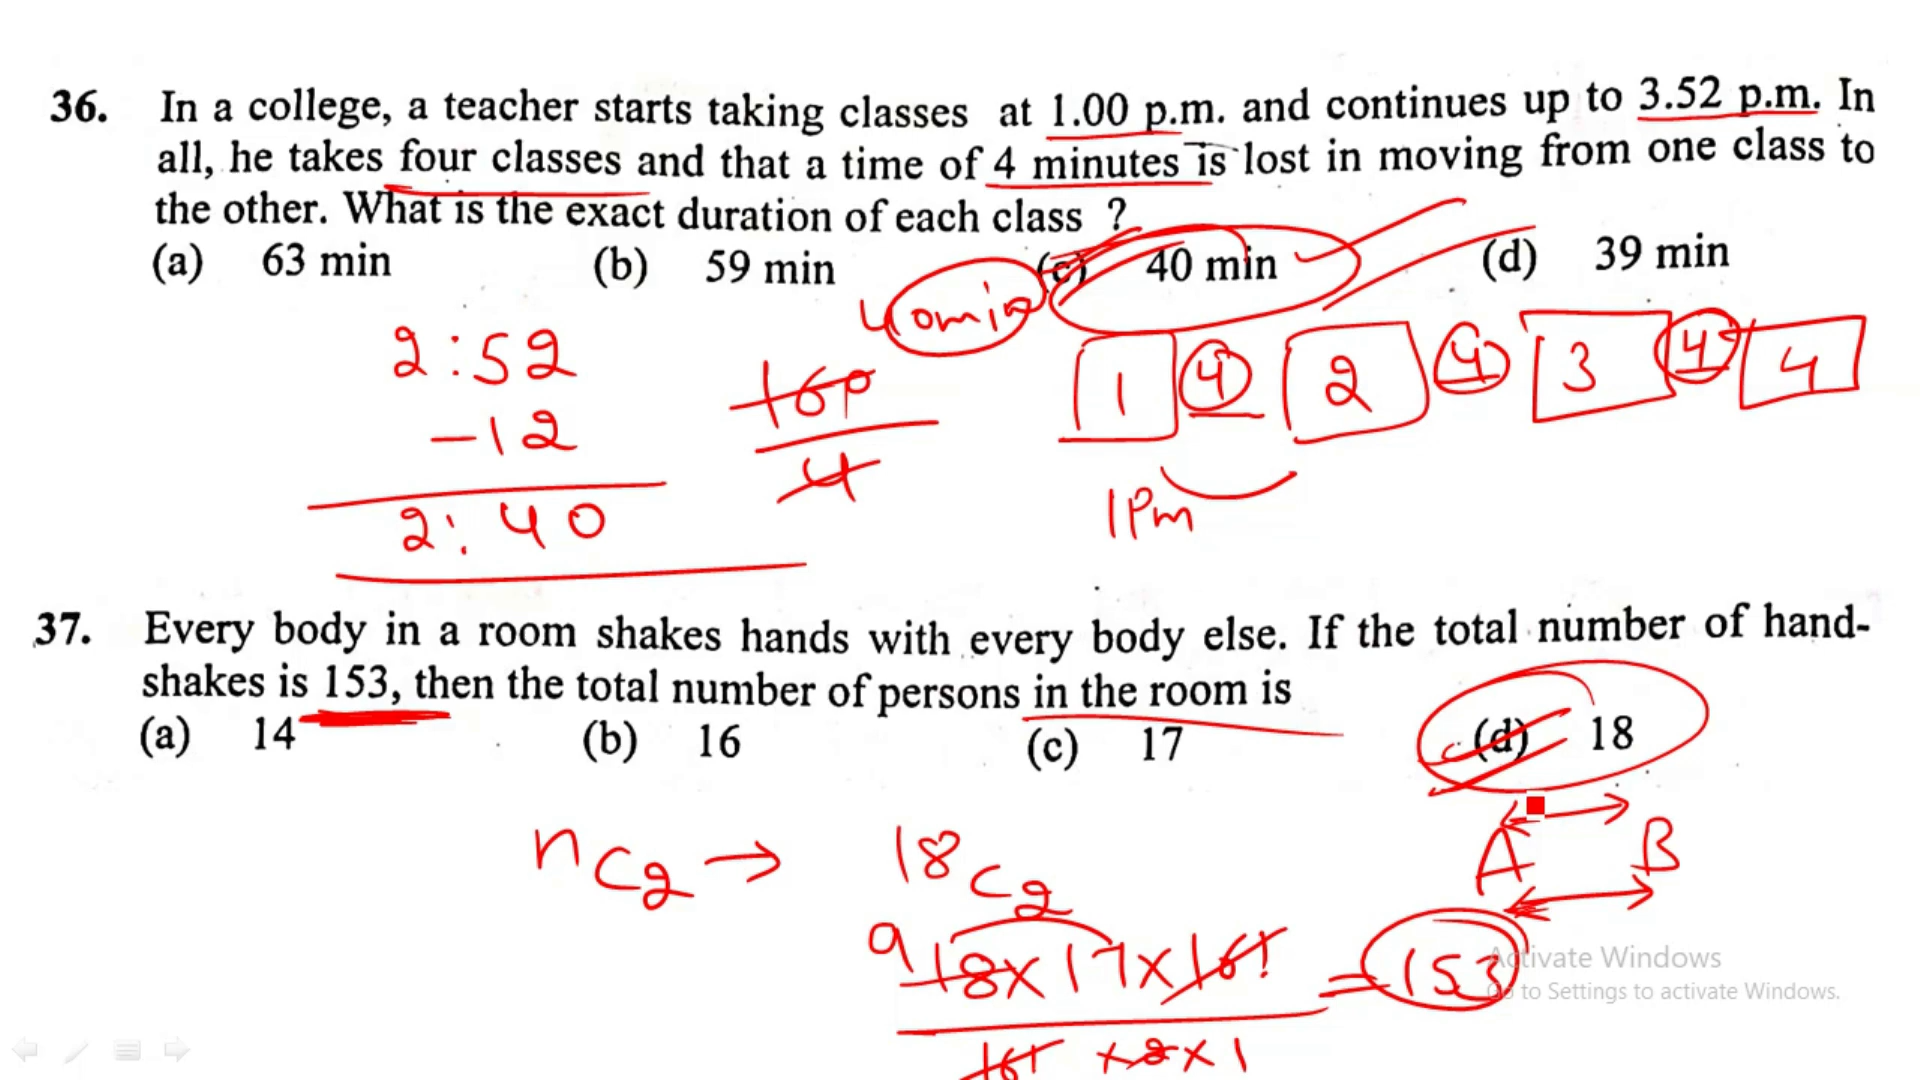 36. In a college, a teacher starts taking classes at 1.00 p.m. and continues up to 3.52 p.m. In
all, he takes four classes and that a time of 4 minutes is lost in moving from one class to
the other. What is the exact duration of each class ?
(a) 63 min (b) 59 min (c) 40 min (d) 39 min
40min
2:52
-12
2:40
160
4
1 4 2 4 3 4 4
1Pm
37. Every body in a room shakes hands with every body else. If the total number of hand-
shakes is 153, then the total number of persons in the room is
(a) 14 (b) 16 (c) 17 (d) 18
nC2 → 18C2
A B
9
18×17×16! = 153
16! ×2×1
Activate Windows
Go to Settings to activate Windows.